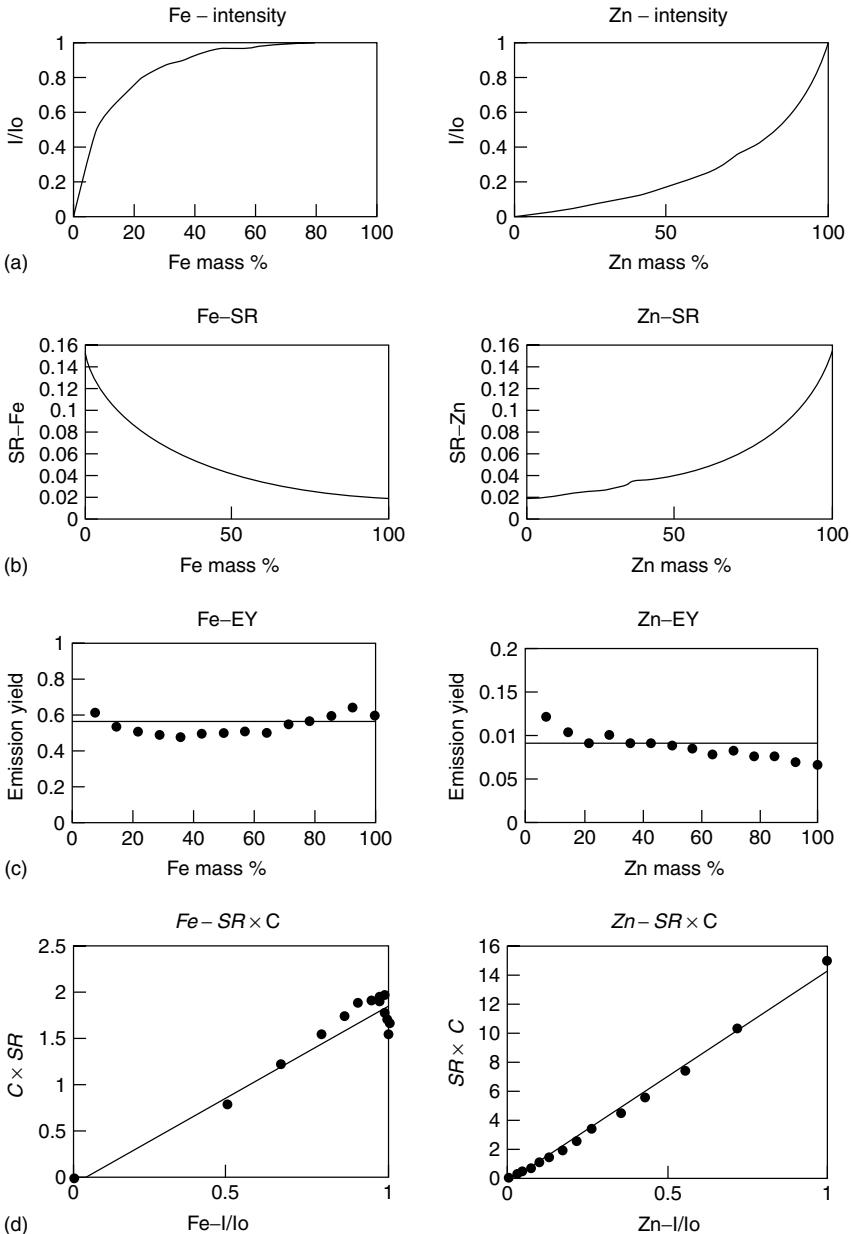 Fe – intensity
1
0.8
0.6
0.4
0.2
0
I/Io
0 20 40 60 80 100
Fe mass %
Zn – intensity
1
0.8
0.6
0.4
0.2
0
I/Io
0 50 100
Zn mass %
(a)
Fe–SR
0.16
0.14
0.12
0.1
0.08
0.06
0.04
0.02
0
SR–Fe
0 50 100
Fe mass %
Zn–SR
0.16
0.14
0.12
0.1
0.08
0.06
0.04
0.02
0
SR–Zn
0 50 100
Zn mass %
(b)
Fe–EY
1
0.8
0.6
0.4
0.2
0
Emission yield
0 20 40 60 80 100
Fe mass %
Zn–EY
0.2
0.15
0.01
0.05
0
Emission yield
0 20 40 60 80 100
Zn mass %
(c)
Fe – SR × C
2.5
2
1.5
1
0.5
0
C × SR
0 0.5 1
Fe–I/Io
Zn – SR × C
16
14
12
10
8
6
4
2
0
SR × C
0 0.5 1
Zn–I/Io
(d)